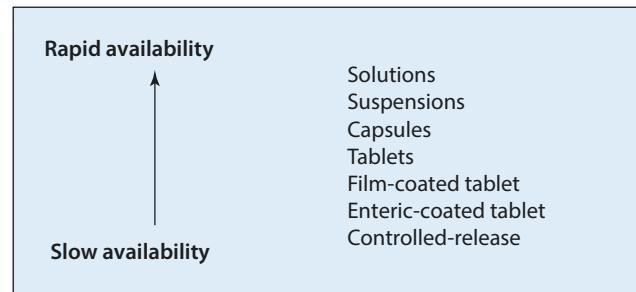 Rapid availability
Solutions
Suspensions
Capsules
Tablets
Film-coated tablet
Enteric-coated tablet
Controlled-release
Slow availability